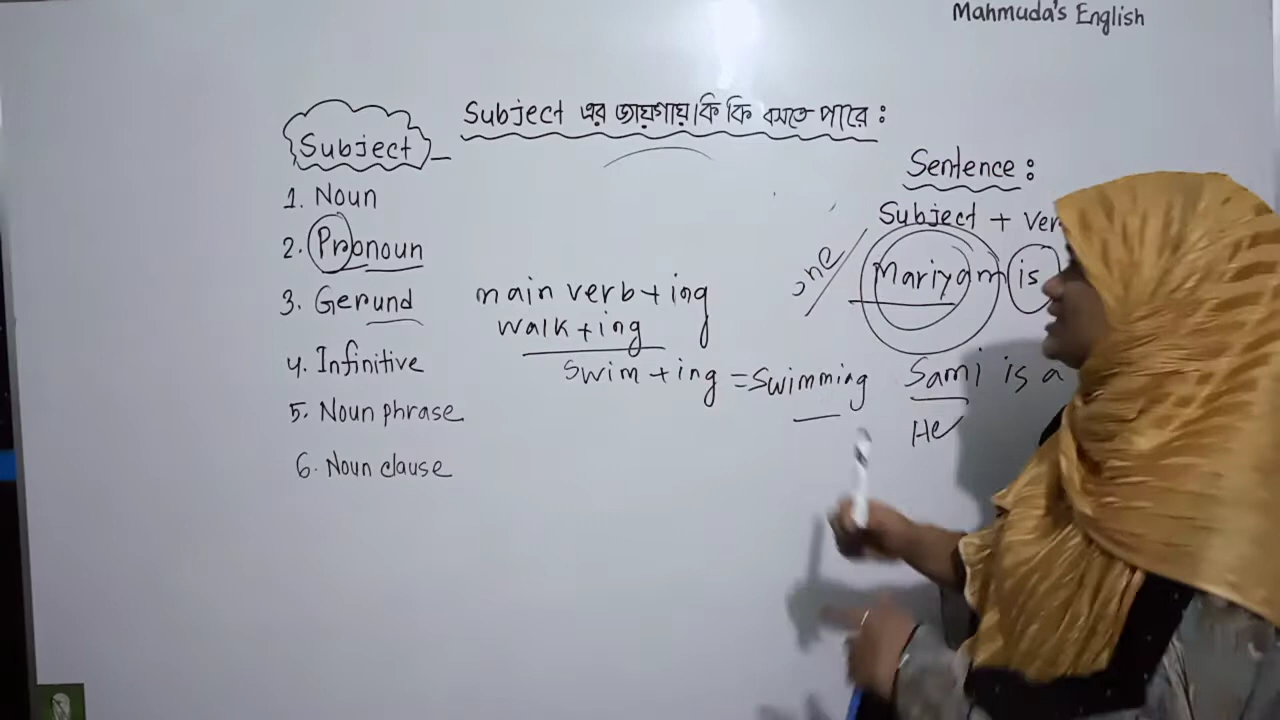 Mahmuda's English
Subject এর জায়গায় কি কি বসতে পারে :
Subject
1. Noun
2. Pronoun
3. Gerund
4. Infinitive
5. Noun phrase
6. Noun clause
main verb + ing
walk + ing
swim + ing = swimming
Sentence :
Subject + ver
Mariyam is
Sami is a
He